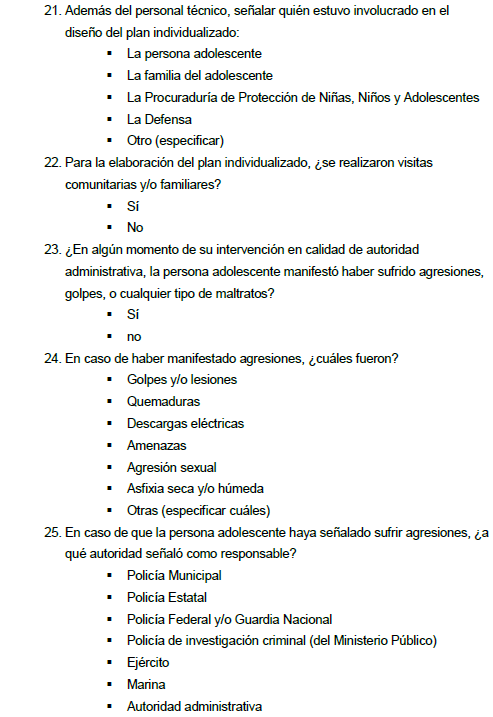 21. Además del personal técnico, señalar quién estuvo involucrado en el
diseño del plan individualizado:
▪ La persona adolescente
▪ La familia del adolescente
▪ La Procuraduría de Protección de Niñas, Niños y Adolescentes
▪ La Defensa
▪ Otro (especificar)
22. Para la elaboración del plan individualizado, ¿se realizaron visitas
comunitarias y/o familiares?
▪ Sí
▪ No
23. ¿En algún momento de su intervención en calidad de autoridad
administrativa, la persona adolescente manifestó haber sufrido agresiones,
golpes, o cualquier tipo de maltratos?
▪ Sí
▪ no
24. En caso de haber manifestado agresiones, ¿cuáles fueron?
▪ Golpes y/o lesiones
▪ Quemaduras
▪ Descargas eléctricas
▪ Amenazas
▪ Agresión sexual
▪ Asfixia seca y/o húmeda
▪ Otras (especificar cuáles)
25. En caso de que la persona adolescente haya señalado sufrir agresiones, ¿a
qué autoridad señaló como responsable?
▪ Policía Municipal
▪ Policía Estatal
▪ Policía Federal y/o Guardia Nacional
▪ Policía de investigación criminal (del Ministerio Público)
▪ Ejército
▪ Marina
▪ Autoridad administrativa